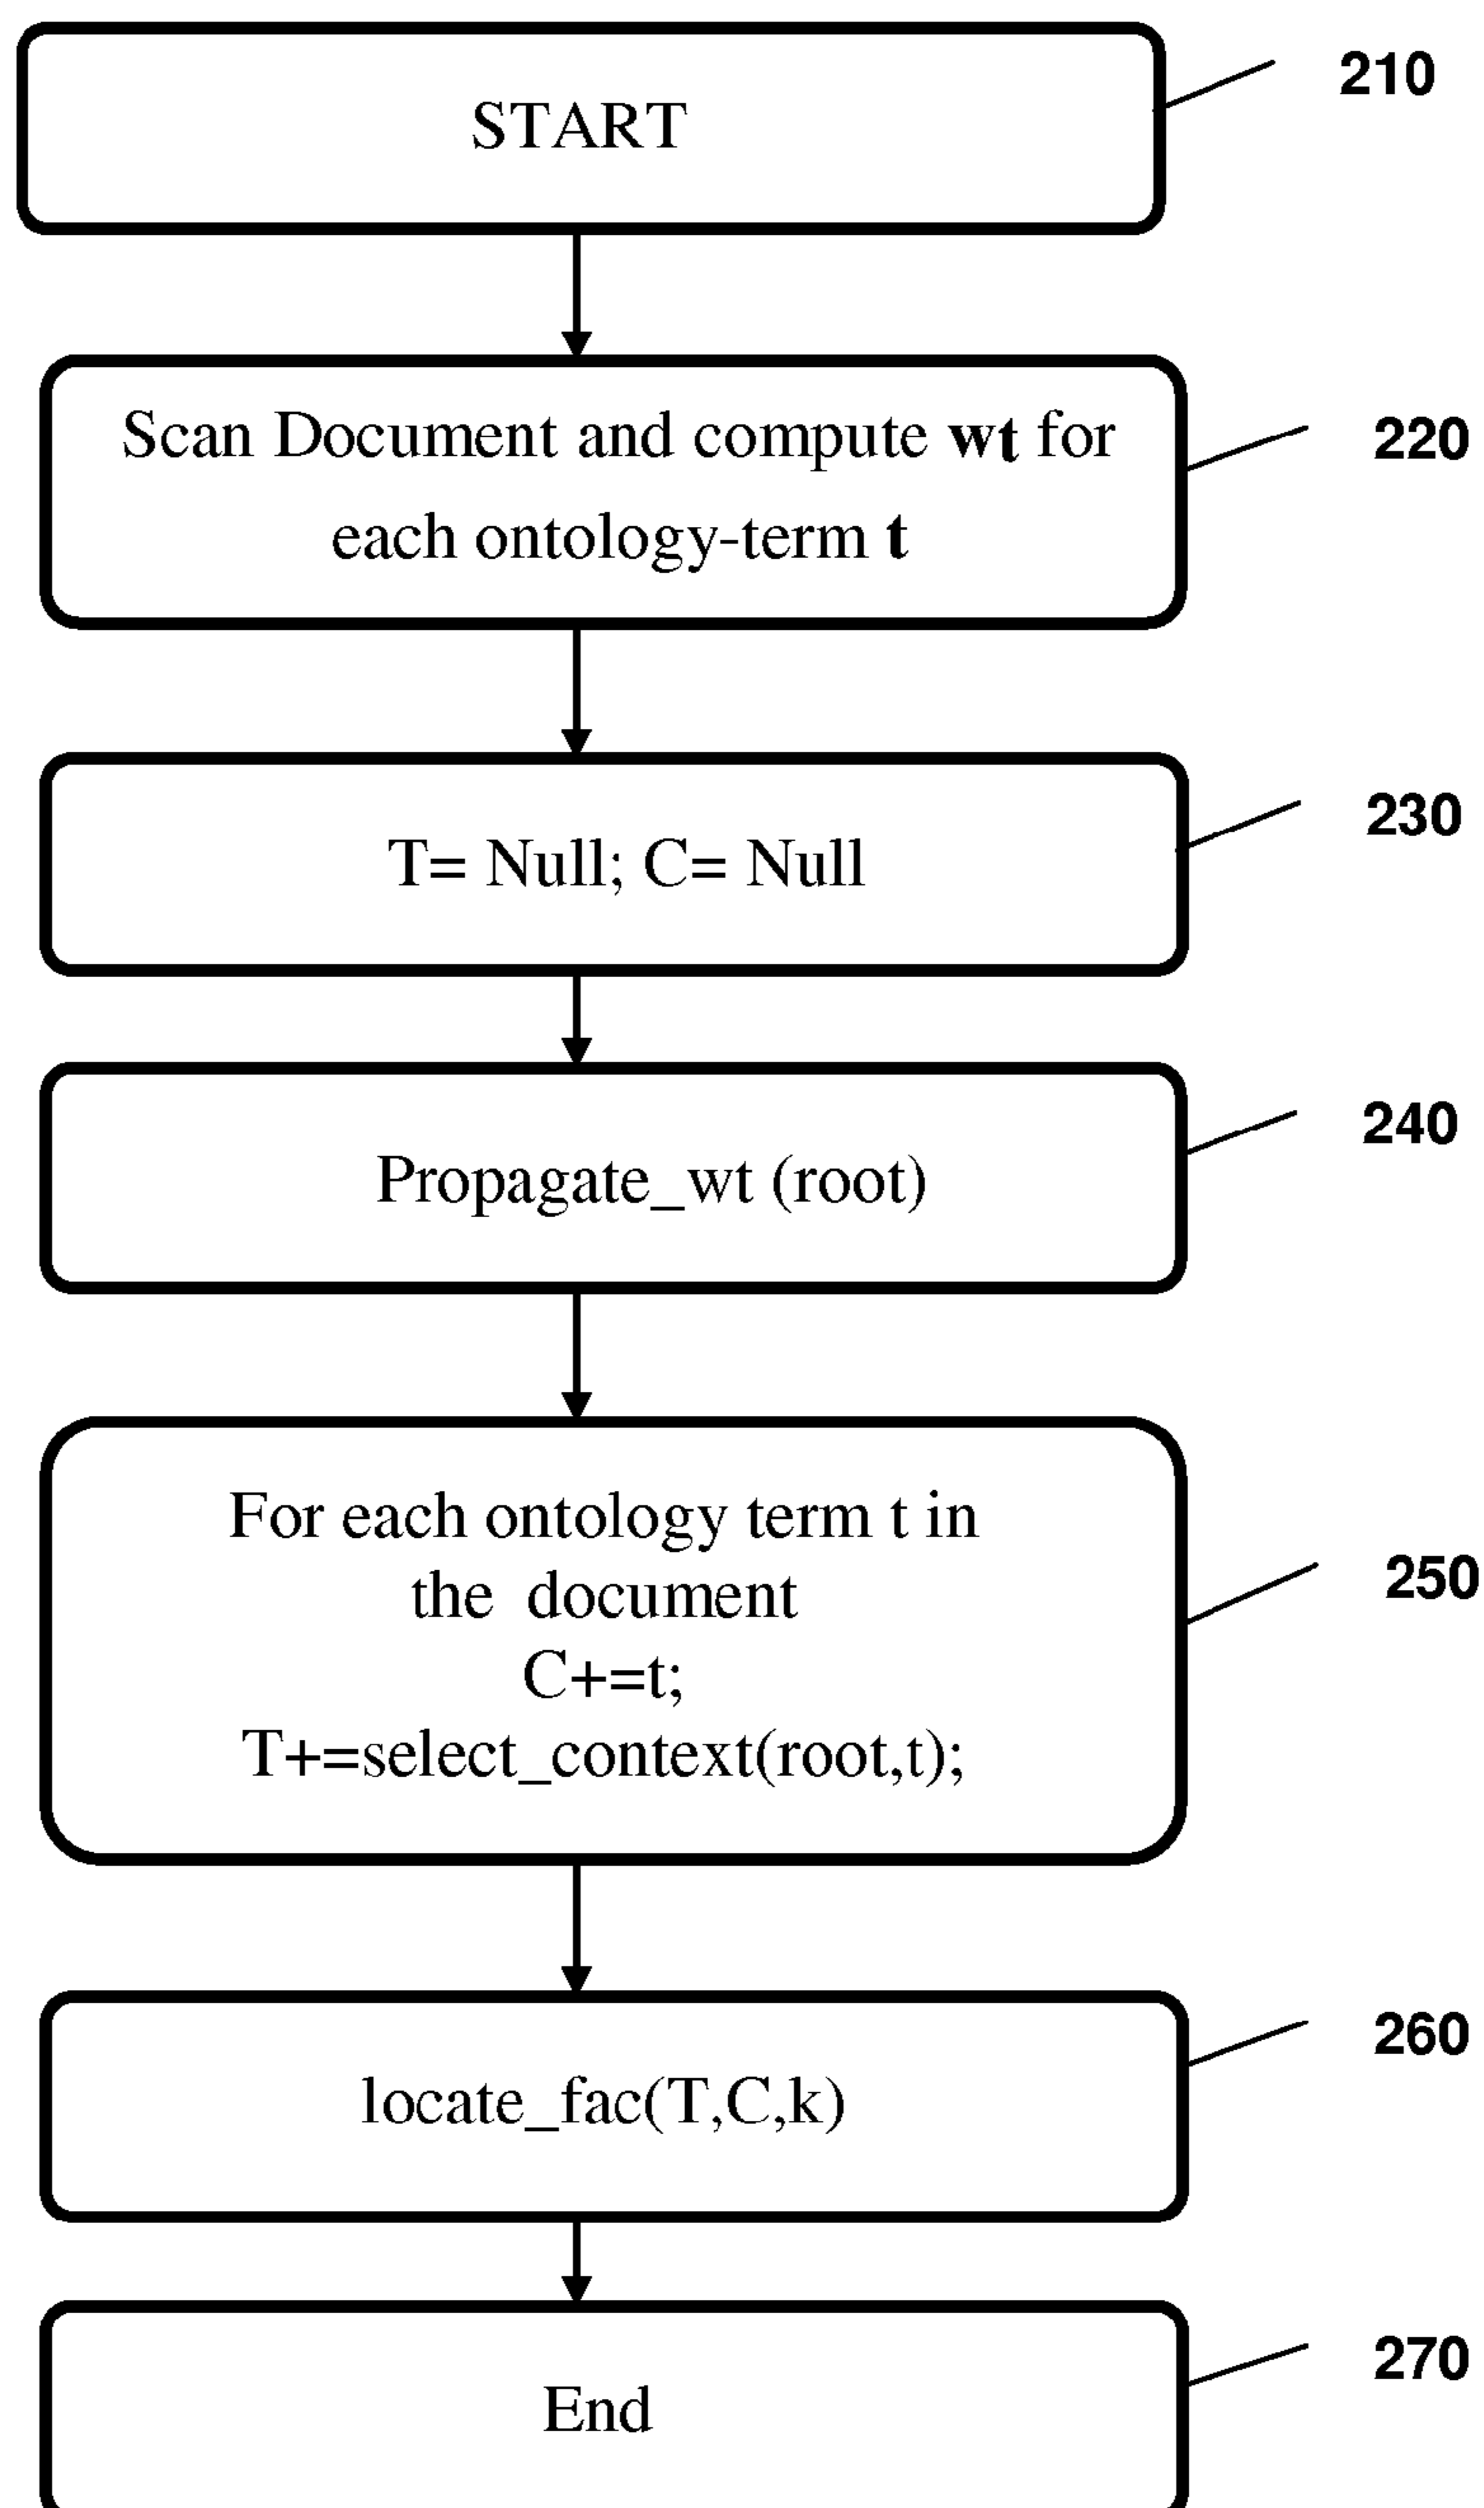 START
210
Scan Document and compute wt for
each ontology-term t
220
T= Null; C= Null
230
Propagate_wt (root)
240
For each ontology term t in
the document
C+=t;
T+=select_context(root,t);
250
locate_fac(T,C,k)
260
End
270